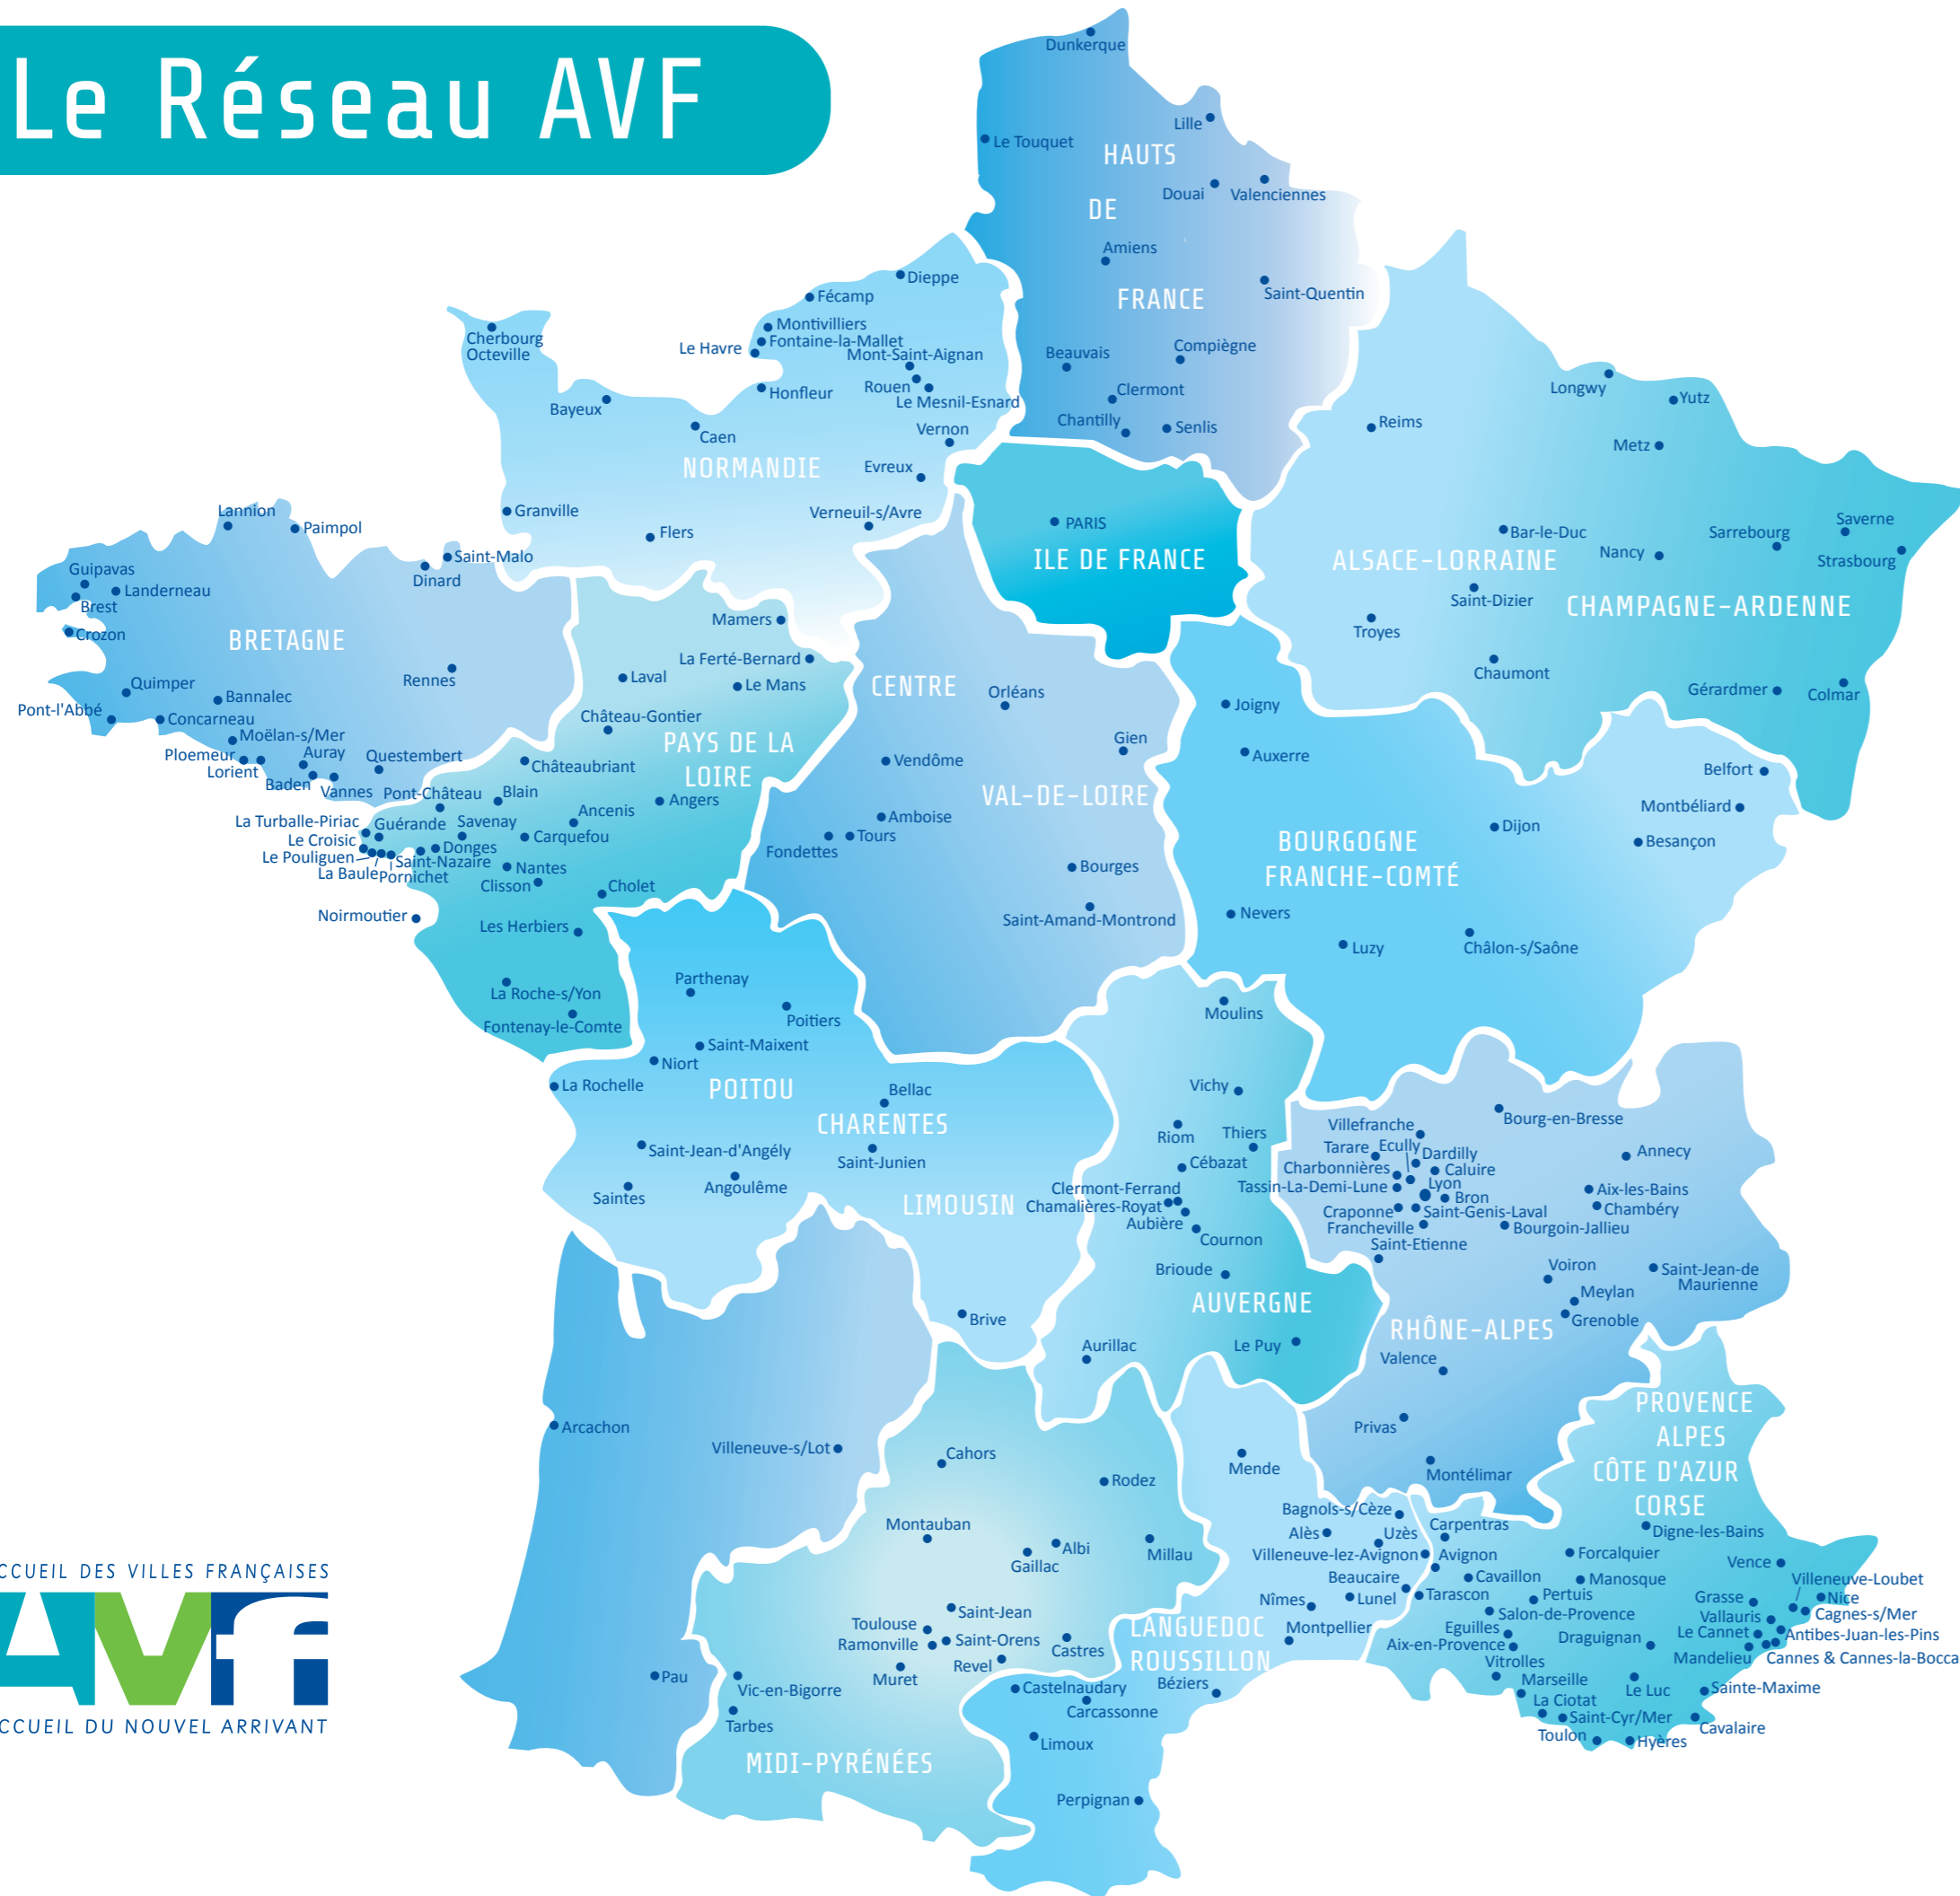 Le Réseau AVF
Dunkerque
Lille
Le Touquet
HAUTS
DE
FRANCE
Douai
Valenciennes
Amiens
Saint-Quentin
Beauvais
Compiègne
Clermont
Chantilly
Senlis
Dieppe
Fécamp
Montivilliers
Fontaine-la-Mallet
Le Havre
Mont-Saint-Aignan
Rouen
Le Mesnil-Esnard
Honfleur
Cherbourg
Octeville
Bayeux
Caen
Vernon
NORMANDIE
Evreux
Granville
Verneuil-s/Avre
Flers
PARIS
ILE DE FRANCE
Longwy
Yutz
Reims
Metz
Bar-le-Duc
Nancy
Sarrebourg
Saverne
Strasbourg
ALSACE-LORRAINE
Saint-Dizier
CHAMPAGNE-ARDENNE
Troyes
Chaumont
Gérardmer
Colmar
Lannion
Paimpol
Saint-Malo
Dinard
Guipavas
Landerneau
Brest
Crozon
BRETAGNE
Rennes
Quimper
Bannalec
Pont-l'Abbé
Concarneau
Moëlan-s/Mer
Ploemeur
Lorient
Auray
Baden
Vannes
Questembert
Mamers
La Ferté-Bernard
Laval
Le Mans
Château-Gontier
PAYS DE LA
LOIRE
Châteaubriant
Pont-Château
Blain
Angers
Ancenis
La Turballe-Piriac
Guérande
Savenay
Carquefou
Le Croisic
Donges
Le Pouliguen
Saint-Nazaire
La Baule
Pornichet
Nantes
Clisson
Cholet
Noirmoutier
Les Herbiers
La Roche-s/Yon
Fontenay-le-Comte
CENTRE
Orléans
Gien
Vendôme
VAL-DE-LOIRE
Amboise
Fondettes
Tours
Bourges
Saint-Amand-Montrond
Joigny
Auxerre
Belfort
Montbéliard
Dijon
Besançon
BOURGOGNE
FRANCHE-COMTÉ
Nevers
Luzy
Châlon-s/Saône
Parthenay
Poitiers
Saint-Maixent
Niort
La Rochelle
POITOU
CHARENTES
Bellac
Saint-Jean-d'Angély
Saint-Junien
Saintes
Angoulême
LIMOUSIN
Brive
Moulins
Vichy
Riom
Thiers
Cébazat
Clermont-Ferrand
Chamalières-Royat
Aubière
Cournon
Brioude
AUVERGNE
Aurillac
Le Puy
Bourg-en-Bresse
Villefranche
Tarare
Ecully
Dardilly
Charbonnières
Caluire
Tassin-La-Demi-Lune
Lyon
Bron
Craponne
Saint-Genis-Laval
Francheville
Bourgoin-Jallieu
Saint-Etienne
Annecy
Aix-les-Bains
Chambéry
Voiron
Saint-Jean-de
Maurienne
Meylan
Grenoble
RHÔNE-ALPES
Valence
Privas
Montélimar
Arcachon
Villeneuve-s/Lot
Pau
Cahors
Rodez
Montauban
Albi
Gaillac
Millau
Saint-Jean
Toulouse
Ramonville
Saint-Orens
Castres
Revel
Muret
Vic-en-Bigorre
Tarbes
MIDI-PYRÉNÉES
Mende
Bagnols-s/Cèze
Alès
Uzès
Villeneuve-lez-Avignon
Beaucaire
Nîmes
Lunel
Montpellier
LANGUEDOC
ROUSSILLON
Béziers
Castelnaudary
Carcassonne
Limoux
Perpignan
PROVENCE
ALPES
CÔTE D'AZUR
CORSE
Carpentras
Digne-les-Bains
Avignon
Forcalquier
Vence
Cavaillon
Manosque
Villeneuve-Loubet
Tarascon
Pertuis
Grasse
Nice
Salon-de-Provence
Vallauris
Cagnes-s/Mer
Eguilles
Le Cannet
Antibes-Juan-les-Pins
Aix-en-Provence
Draguignan
Mandelieu
Cannes & Cannes-la-Bocca
Vitrolles
Marseille
Le Luc
Sainte-Maxime
La Ciotat
Saint-Cyr/Mer
Cavalaire
Toulon
Hyères
CCUEIL DES VILLES FRANÇAISES
AVf
CCUEIL DU NOUVEL ARRIVANT